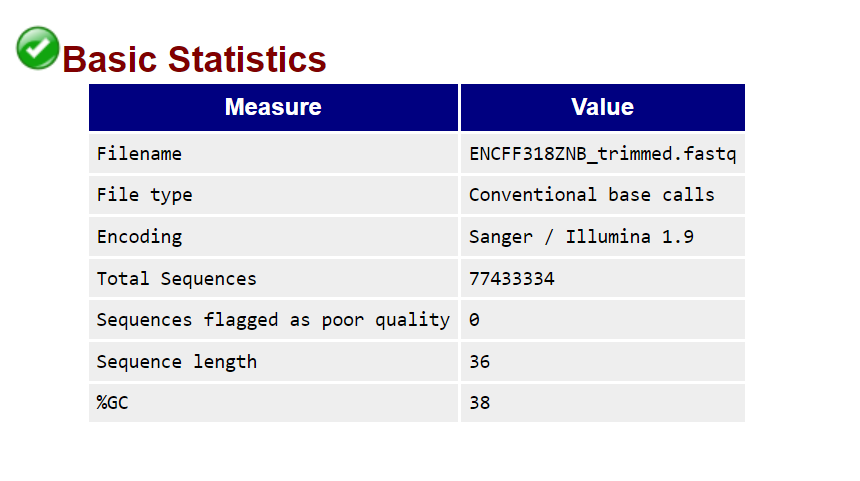 Basic Statistics
Measure Value
Filename ENCFF318ZNB_trimmed.fastq
File type Conventional base calls
Encoding Sanger / Illumina 1.9
Total Sequences 77433334
Sequences flagged as poor quality 0
Sequence length 36
%GC 38